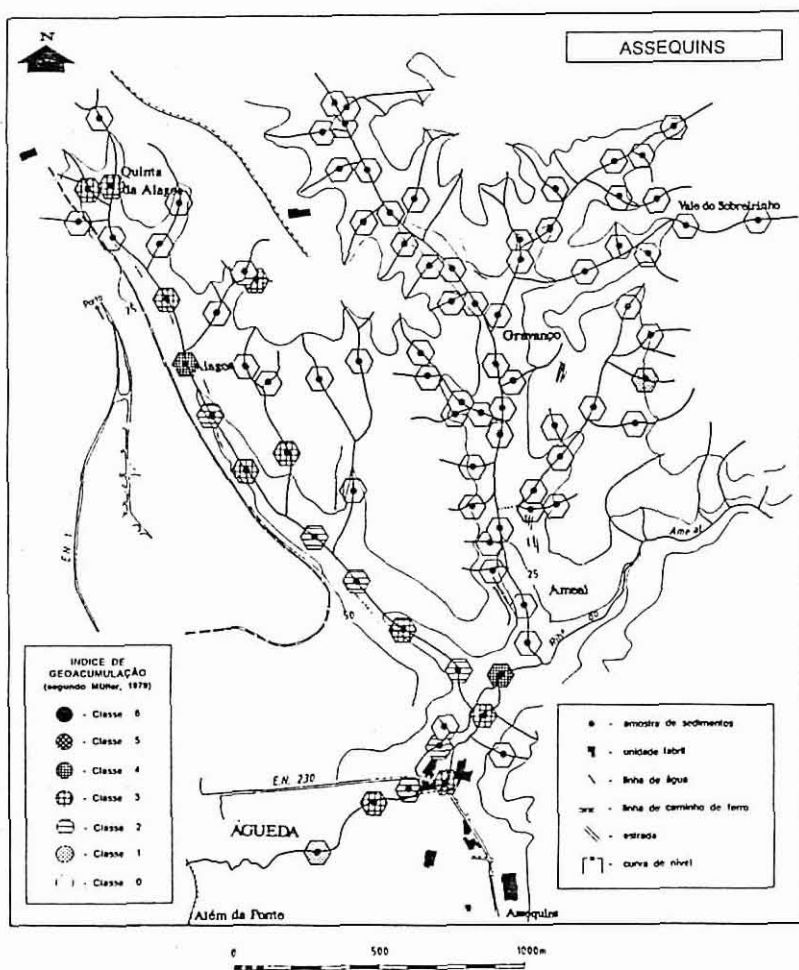 ASSEQUINS
N
Quinta
da Alagoa
Vale do Sobreirinho
Pato
75
Gravanço
Alagoa
E.N. 1
Ameal
25
Ameal
50
Riba
INDICE DE
GEOACUMULAÇÃO
(segundo Müller, 1979)
- Classe 6
- Classe 5
- Classe 4
- Classe 3
- Classe 2
- Classe 1
- Classe 0
- amostra de sedimentos
- unidade fabril
- linha de água
- linha de caminho de ferro
- estrada
- curva de nível
E.N. 230
ÁGUEDA
Além da Ponte
Assequins
0 500 1000m